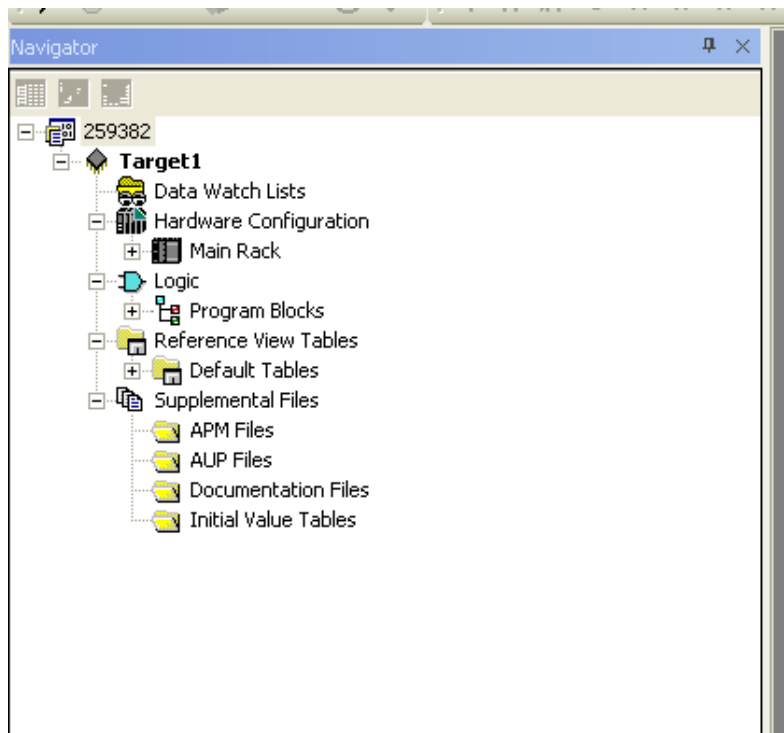 Navigator
259382
Target1
Data Watch Lists
Hardware Configuration
Main Rack
Logic
Program Blocks
Reference View Tables
Default Tables
Supplemental Files
APM Files
AUP Files
Documentation Files
Initial Value Tables